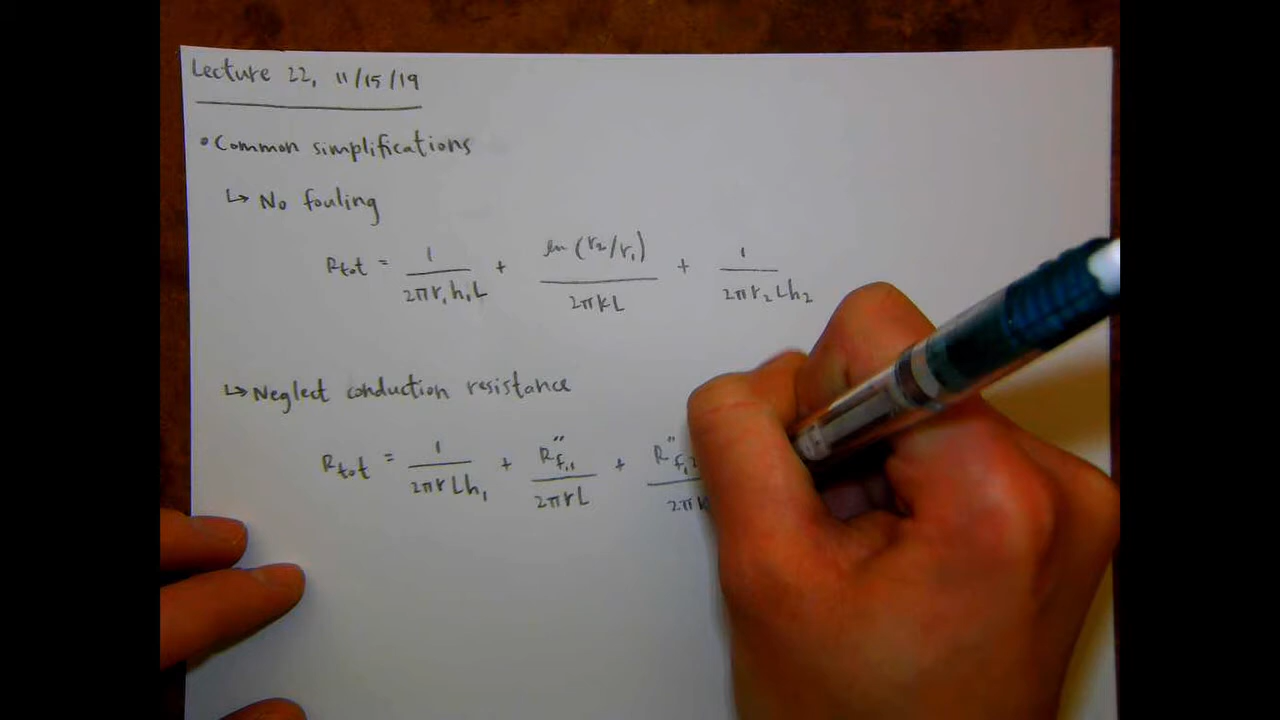 Lecture 22, 11/15/19
• Common simplifications
↳ No fouling
Rtot = 1/(2πr₁h₁L) + ln(r₂/r₁)/(2πkL) + 1/(2πr₂Lh₂)
↳ Neglect conduction resistance
Rtot = 1/(2πrLh₁) + R″f,₁/(2πrL) + R″f,₂/(2π